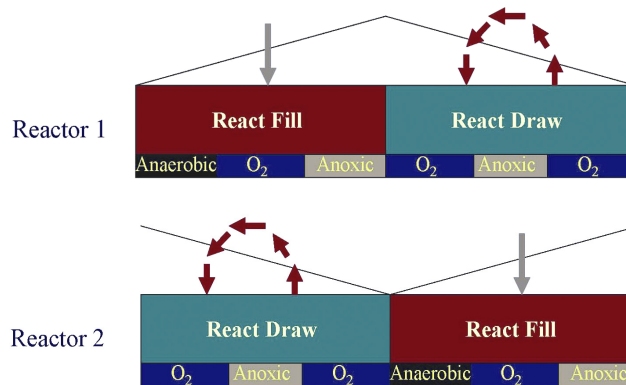 Reactor 1
React Fill
React Draw
Anaerobic
O2
Anoxic
O2
Anoxic
O2
Reactor 2
React Draw
React Fill
O2
Anoxic
O2
Anaerobic
O2
Anoxic